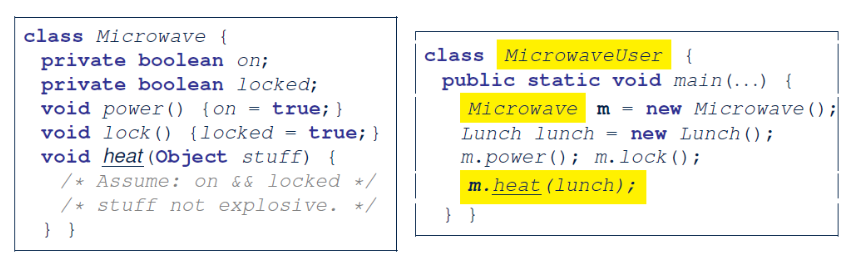 class Microwave {
private boolean on;
private boolean locked;
void power() {on = true;}
void lock() {locked = true;}
void heat(Object stuff) {
/* Assume: on && locked */
/* stuff not explosive. */
} }
class MicrowaveUser {
public static void main(...) {
Microwave m = new Microwave();
Lunch lunch = new Lunch();
m.power(); m.lock();
m.heat(lunch);
} }